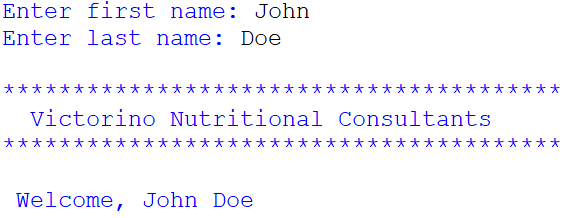 Enter first name: John
Enter last name: Doe
****************************************
Victorino Nutritional Consultants
****************************************
Welcome, John Doe